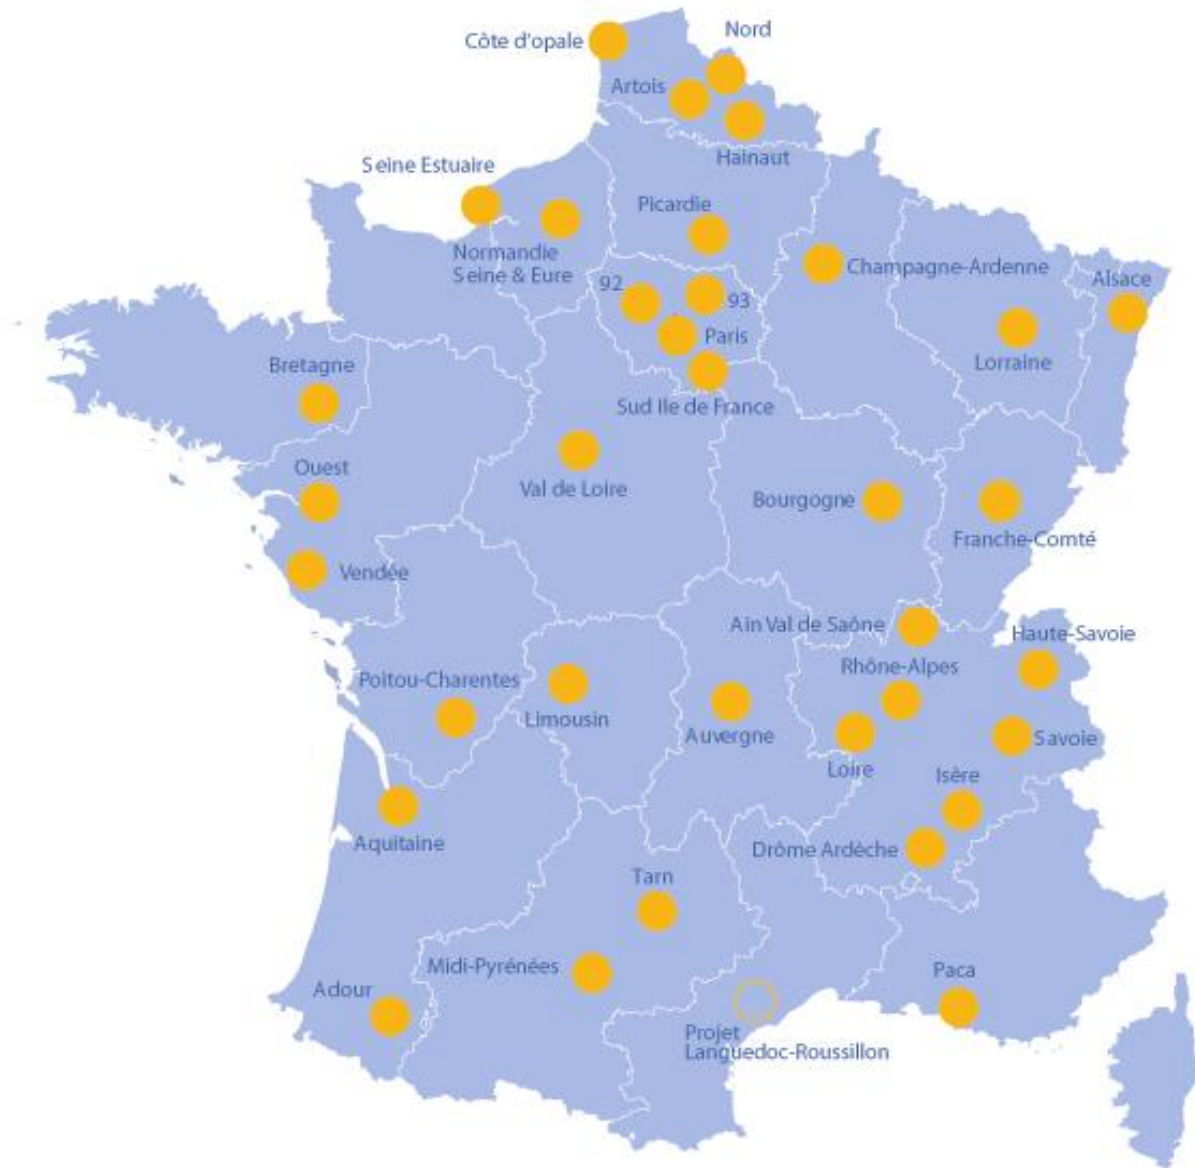 Nord
Côte d'opale
Artois
Hainaut
Seine Estuaire
Picardie
Normandie
Seine & Eure
Champagne-Ardenne
Alsace
92
93
Paris
Lorraine
Bretagne
Sud Ile de France
Ouest
Val de Loire
Bourgogne
Franche-Comté
Vendée
Ain Val de Saône
Haute-Savoie
Rhône-Alpes
Poitou-Charentes
Limousin
Auvergne
Savoie
Loire
Isère
Aquitaine
Drôme Ardèche
Tarn
Midi-Pyrénées
Paca
Adour
Projet
Languedoc-Roussillon